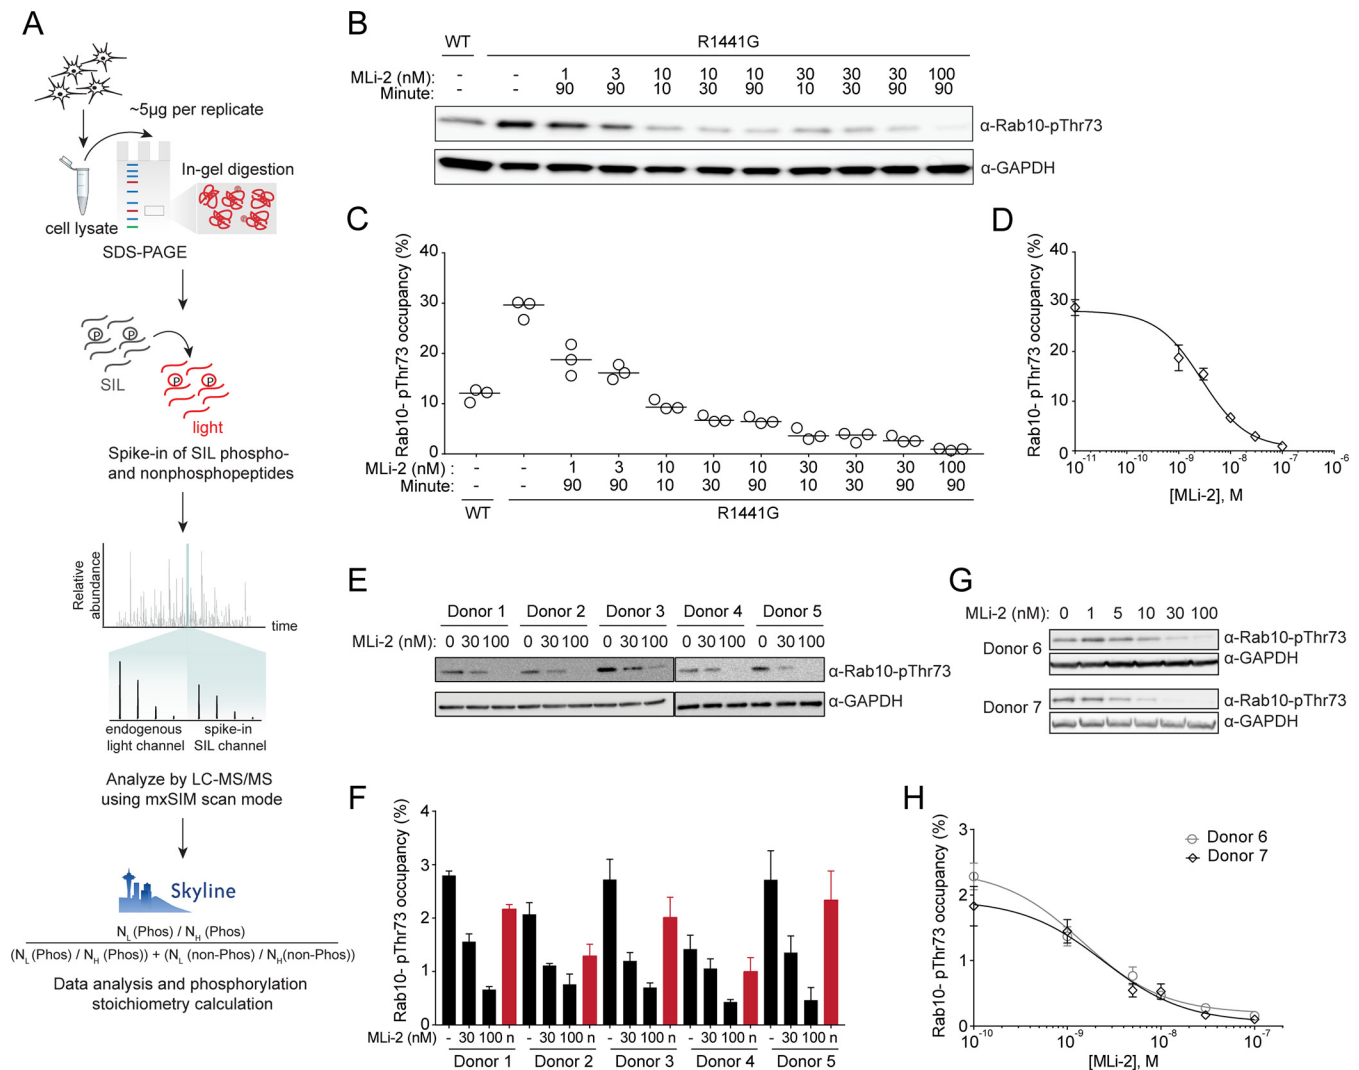 A
~5µg per replicate
In-gel digestion
cell lysate
SDS-PAGE
P P
SIL
P P
light
Spike-in of SIL phospho-
and nonphosphopeptides
Relative
abundance
time
endogenous
light channel
spike-in
SIL channel
Analyze by LC-MS/MS
using mxSIM scan mode
Skyline
N_L (Phos) / N_H (Phos)
(N_L (Phos) / N_H (Phos)) + (N_L (non-Phos) / N_H(non-Phos))
Data analysis and phosphorylation
stoichiometry calculation
B
WT R1441G
MLi-2 (nM): - - 1 3 10 10 10 30 30 30 100
Minute: - - 90 90 10 30 90 10 30 90 90
α-Rab10-pThr73
α-GAPDH
C
Rab10- pThr73 occupancy (%)
40
30
20
10
0
MLi-2 (nM) : - - 1 3 10 10 10 30 30 30 100
Minute: - - 90 90 10 30 90 10 30 90 90
WT R1441G
D
Rab10- pThr73 occupancy (%)
40
30
20
10
0
10^-11 10^-10 10^-9 10^-8 10^-7 10^-6
[MLi-2], M
E
Donor 1 Donor 2 Donor 3 Donor 4 Donor 5
MLi-2 (nM): 0 30 100 0 30 100 0 30 100 0 30 100 0 30 100
α-Rab10-pThr73
α-GAPDH
F
Rab10- pThr73 occupancy (%)
4
3
2
1
0
MLi-2 (nM) - 30 100 n - 30 100 n - 30 100 n - 30 100 n - 30 100 n
Donor 1 Donor 2 Donor 3 Donor 4 Donor 5
G
MLi-2 (nM): 0 1 5 10 30 100
Donor 6
α-Rab10-pThr73
α-GAPDH
Donor 7
α-Rab10-pThr73
α-GAPDH
H
Rab10- pThr73 occupancy (%)
3
2
1
0
Donor 6
Donor 7
10^-10 10^-9 10^-8 10^-7
[MLi-2], M